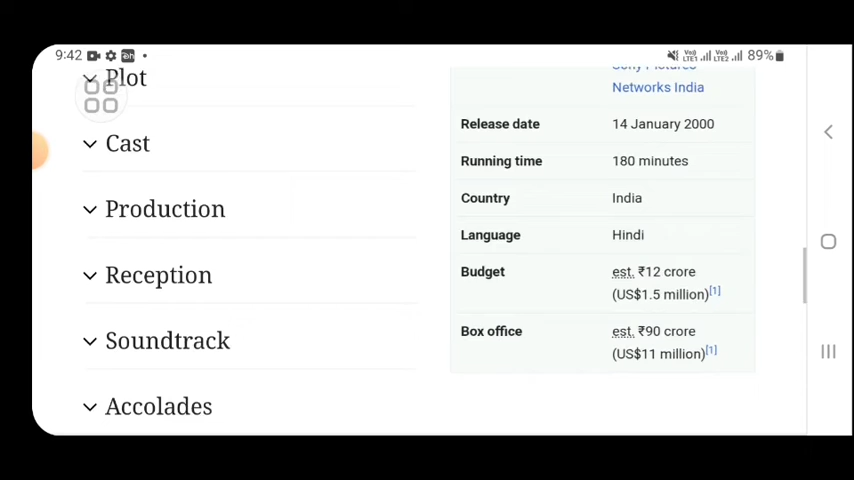 9:42
89%
Plot
Cast
Production
Reception
Soundtrack
Accolades
Sony Pictures
Networks India
Release date 14 January 2000
Running time 180 minutes
Country India
Language Hindi
Budget est. ₹12 crore
(US$1.5 million)[1]
Box office est. ₹90 crore
(US$11 million)[1]